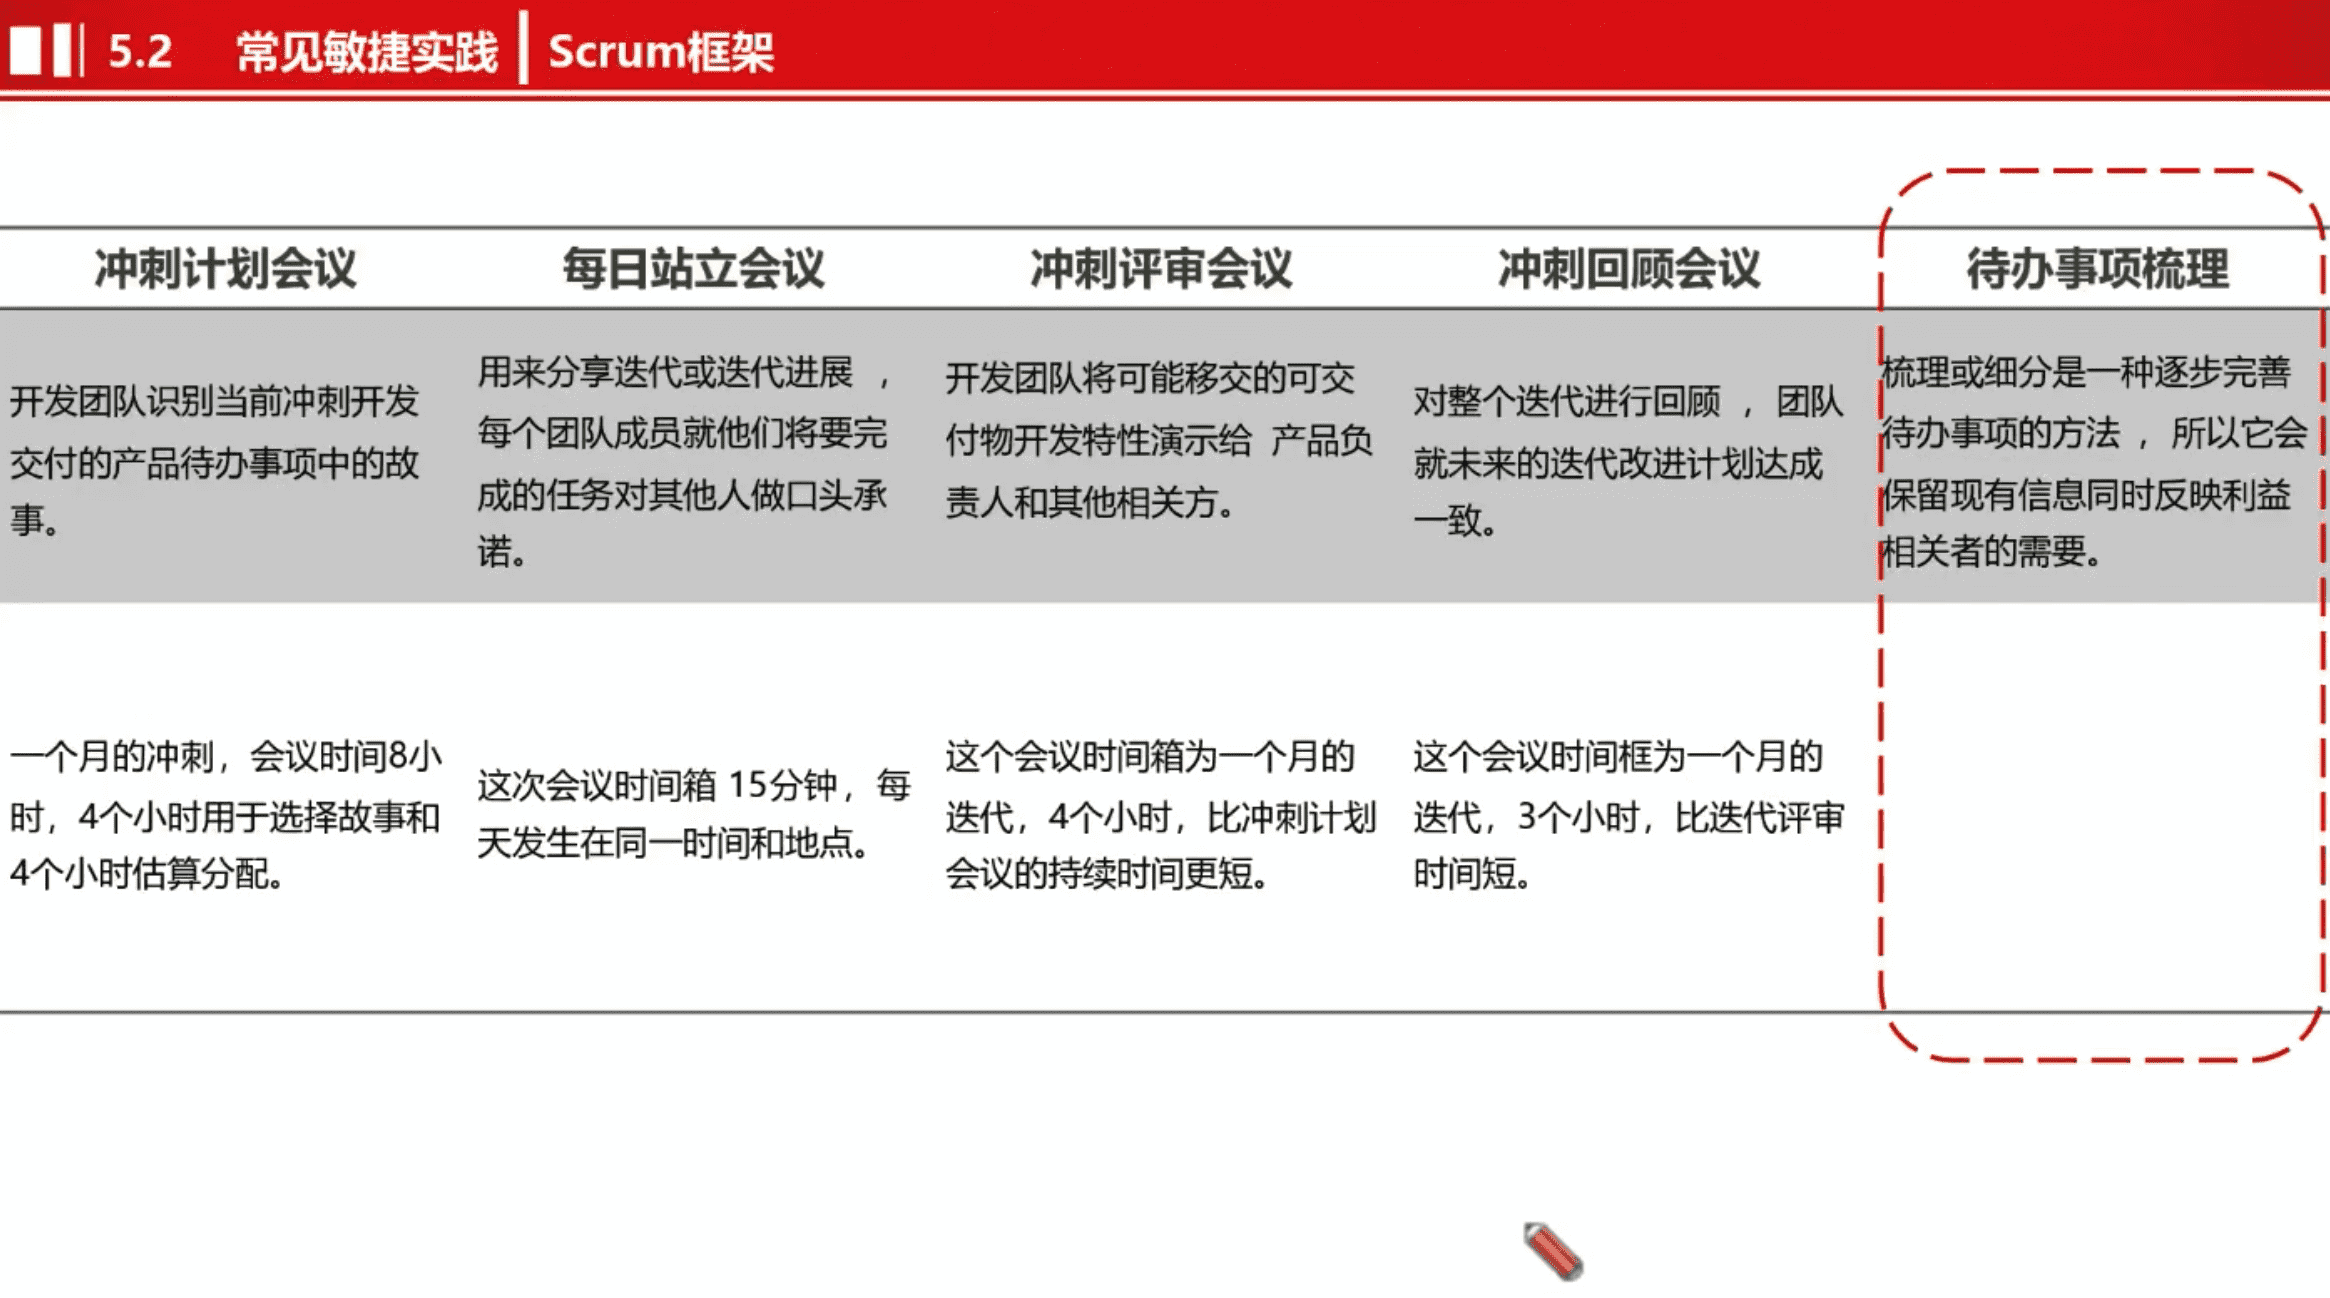 5.2 常见敏捷实践 Scrum框架
冲刺计划会议
每日站立会议
冲刺评审会议
冲刺回顾会议
待办事项梳理
开发团队识别当前冲刺开发
交付的产品待办事项中的故
事。
用来分享迭代或迭代进展 ，
每个团队成员就他们将要完
成的任务对其他人做口头承
诺。
开发团队将可能移交的可交
付物开发特性演示给 产品负
责人和其他相关方。
对整个迭代进行回顾 ， 团队
就未来的迭代改进计划达成
一致。
梳理或细分是一种逐步完善
待办事项的方法 ， 所以它会
保留现有信息同时反映利益
相关者的需要。
一个月的冲刺，会议时间8小
时，4个小时用于选择故事和
4个小时估算分配。
这次会议时间箱 15分钟，每
天发生在同一时间和地点。
这个会议时间箱为一个月的
迭代，4个小时，比冲刺计划
会议的持续时间更短。
这个会议时间框为一个月的
迭代，3个小时，比迭代评审
时间短。